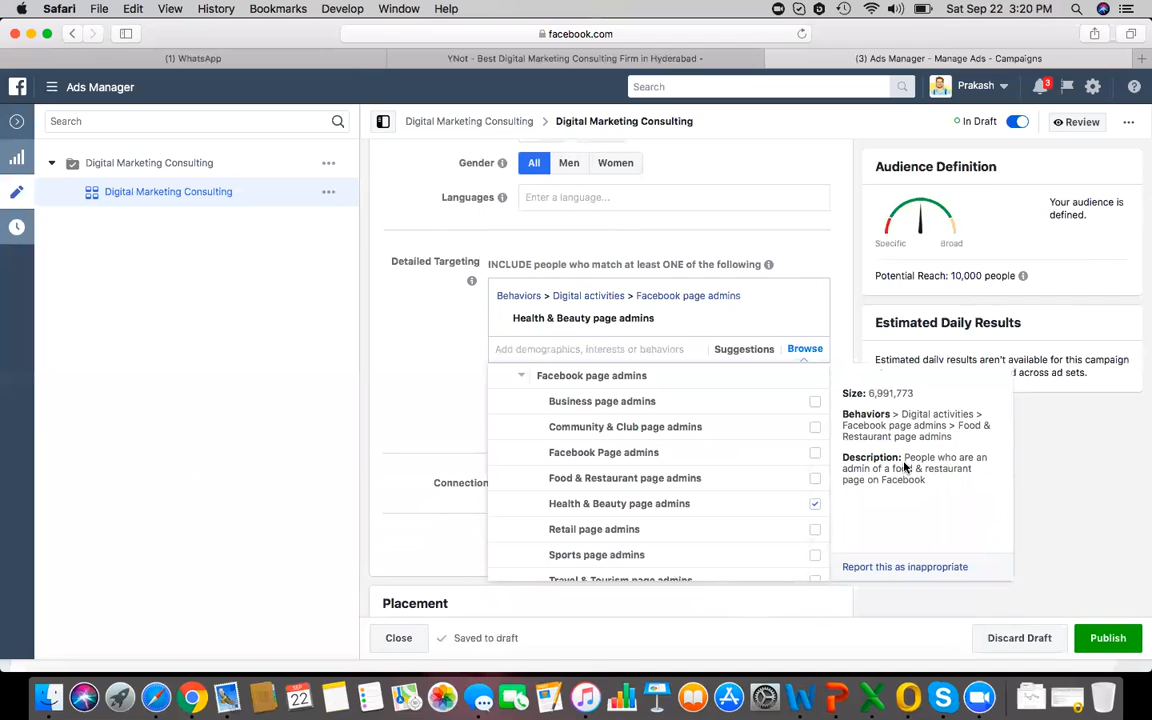 Safari File Edit View History Bookmarks Develop Window Help Sat Sep 22 3:20 PM
facebook.com
(1) WhatsApp YNot - Best Digital Marketing Consulting Firm in Hyderabad - (3) Ads Manager - Manage Ads - Campaigns
Ads Manager Search Prakash 3
Search
Digital Marketing Consulting
Digital Marketing Consulting
Digital Marketing Consulting > Digital Marketing Consulting In Draft Review
Gender All Men Women
Languages Enter a language...
Detailed Targeting INCLUDE people who match at least ONE of the following
Behaviors > Digital activities > Facebook page admins
Health & Beauty page admins
Add demographics, interests or behaviors Suggestions Browse
Facebook page admins
Business page admins
Community & Club page admins
Facebook Page admins
Food & Restaurant page admins
Health & Beauty page admins
Retail page admins
Sports page admins
Travel & Tourism page admins
Connection
Size: 6,991,773
Behaviors > Digital activities >
Facebook page admins > Food &
Restaurant page admins
Description: People who are an
admin of a food & restaurant
page on Facebook
Report this as inappropriate
Audience Definition
Your audience is
defined.
Specific Broad
Potential Reach: 10,000 people
Estimated Daily Results
Estimated daily results aren't available for this campaign
d across ad sets.
Placement
Close Saved to draft Discard Draft Publish
SEP
22